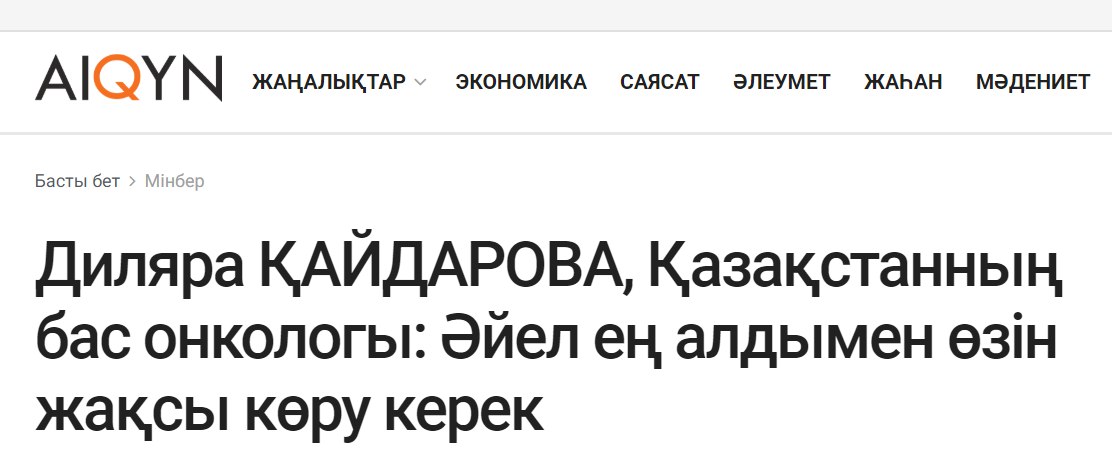 AIQYN ЖАҢАЛЫҚТАР ЭКОНОМИКА САЯСАТ ӘЛЕУМЕТ ЖАҺАН МӘДЕНИЕТ
Басты бет > Мінбер
Диляра ҚАЙДАРОВА, Қазақстанның
бас онкологы: Әйел ең алдымен өзін
жақсы көру керек